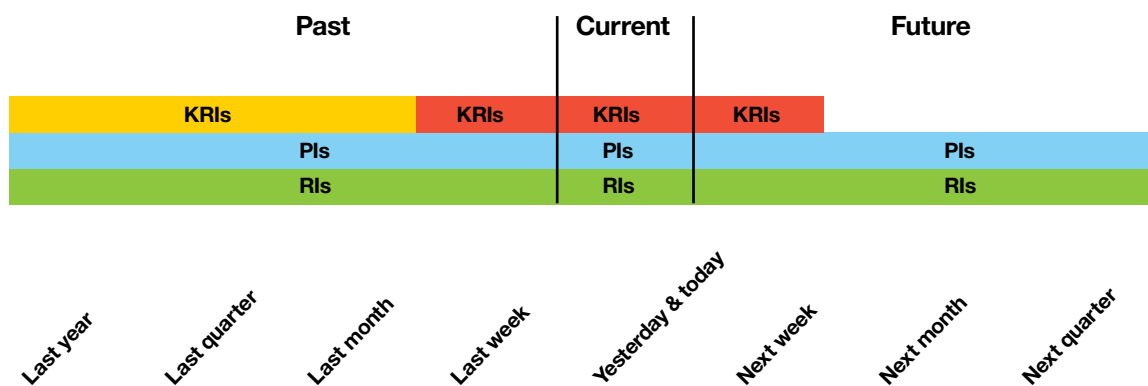 Past Current Future
KRIs KRIs KRIs KRIs
PIs PIs PIs
RIs RIs RIs
Last year
Last quarter
Last month
Last week
Yesterday & today
Next week
Next month
Next quarter